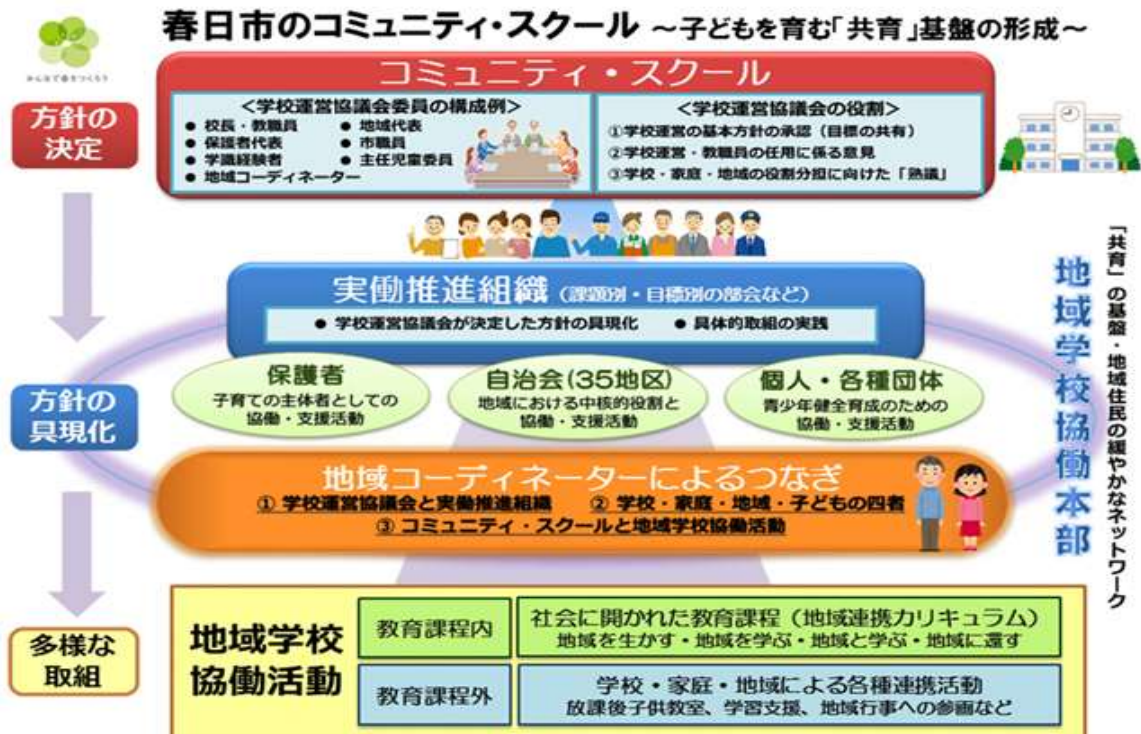 春日市のコミュニティ・スクール ～子どもを育む「共育」基盤の形成～
みんなで春をつくろう
方針の
決定
コミュニティ・スクール
＜学校運営協議会委員の構成例＞
● 校長・教職員 ● 地域代表
● 保護者代表 ● 市職員
● 学識経験者 ● 主任児童委員
● 地域コーディネーター
＜学校運営協議会の役割＞
①学校運営の基本方針の承認（目標の共有）
②学校運営・教職員の任用に係る意見
③学校・家庭・地域の役割分担に向けた「熟議」
実働推進組織（課題別・目標別の部会など）
● 学校運営協議会が決定した方針の具現化 ● 具体的取組の実践
方針の
具現化
保護者
子育ての主体者としての
協働・支援活動
自治会(35地区)
地域における中核的役割と
協働・支援活動
個人・各種団体
青少年健全育成のための
協働・支援活動
地域コーディネーターによるつなぎ
① 学校運営協議会と実働推進組織 ② 学校・家庭・地域・子どもの四者
③ コミュニティ・スクールと地域学校協働活動
地域学校協働本部
「共育」の基盤・地域住民の緩やかなネットワーク
多様な
取組
地域学校
協働活動
教育課程内
社会に開かれた教育課程（地域連携カリキュラム）
地域を生かす・地域を学ぶ・地域と学ぶ・地域に還す
教育課程外
学校・家庭・地域による各種連携活動
放課後子供教室、学習支援、地域行事への参画など